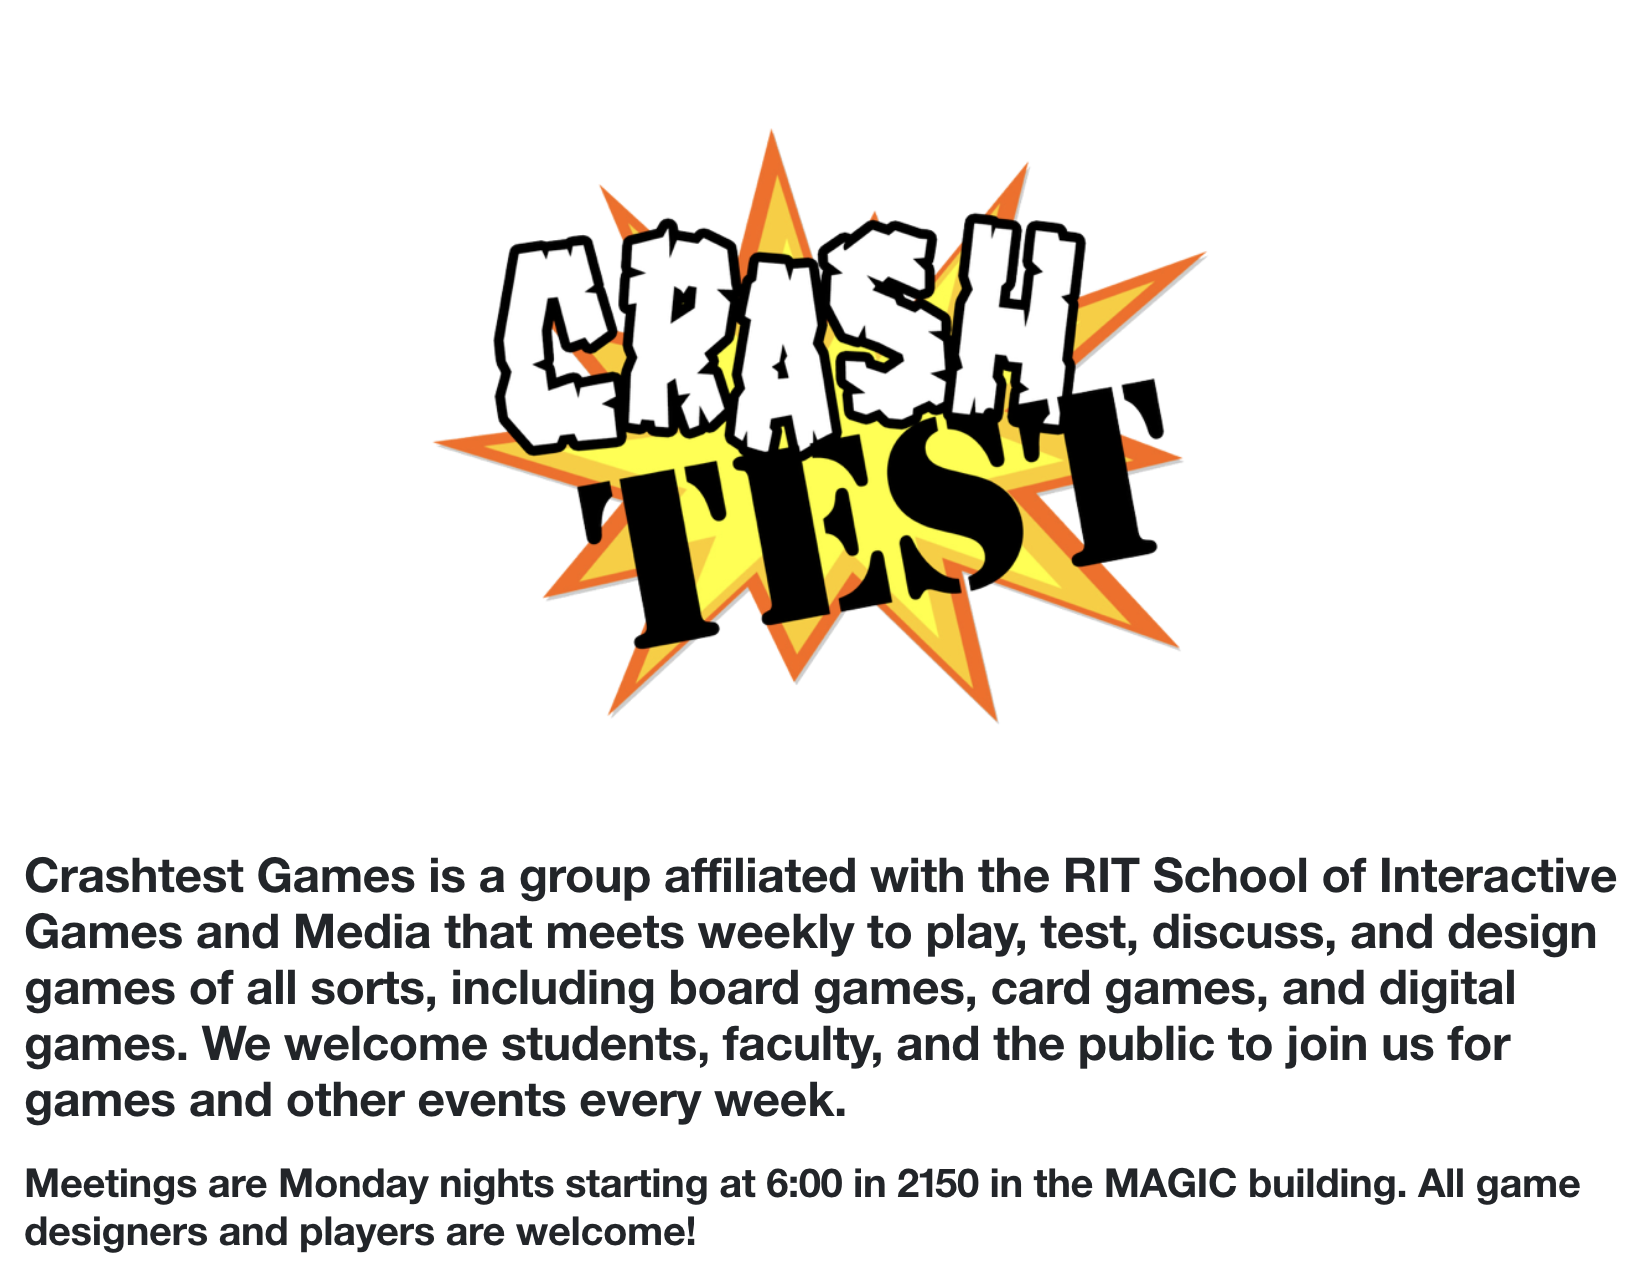 CRASH
TEST
Crashtest Games is a group affiliated with the RIT School of Interactive
Games and Media that meets weekly to play, test, discuss, and design
games of all sorts, including board games, card games, and digital
games. We welcome students, faculty, and the public to join us for
games and other events every week.
Meetings are Monday nights starting at 6:00 in 2150 in the MAGIC building. All game
designers and players are welcome!